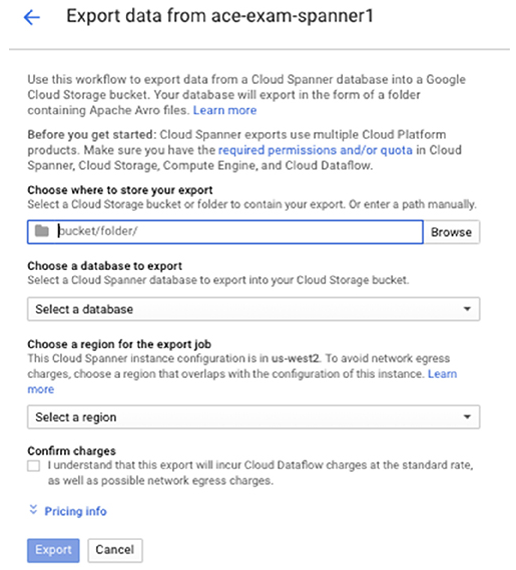 Export data from ace-exam-spanner1
Use this workflow to export data from a Cloud Spanner database into a Google
Cloud Storage bucket. Your database will export in the form of a folder
containing Apache Avro files. Learn more
Before you get started: Cloud Spanner exports use multiple Cloud Platform
products. Make sure you have the required permissions and/or quota in Cloud
Spanner, Cloud Storage, Compute Engine, and Cloud Dataflow.
Choose where to store your export
Select a Cloud Storage bucket or folder to contain your export. Or enter a path manually.
bucket/folder/ Browse
Choose a database to export
Select a Cloud Spanner database to export into your Cloud Storage bucket.
Select a database
Choose a region for the export job
This Cloud Spanner instance configuration is in us-west2. To avoid network egress
charges, choose a region that overlaps with the configuration of this instance. Learn
more
Select a region
Confirm charges
I understand that this export will incur Cloud Dataflow charges at the standard rate,
as well as possible network egress charges.
Pricing info
Export Cancel